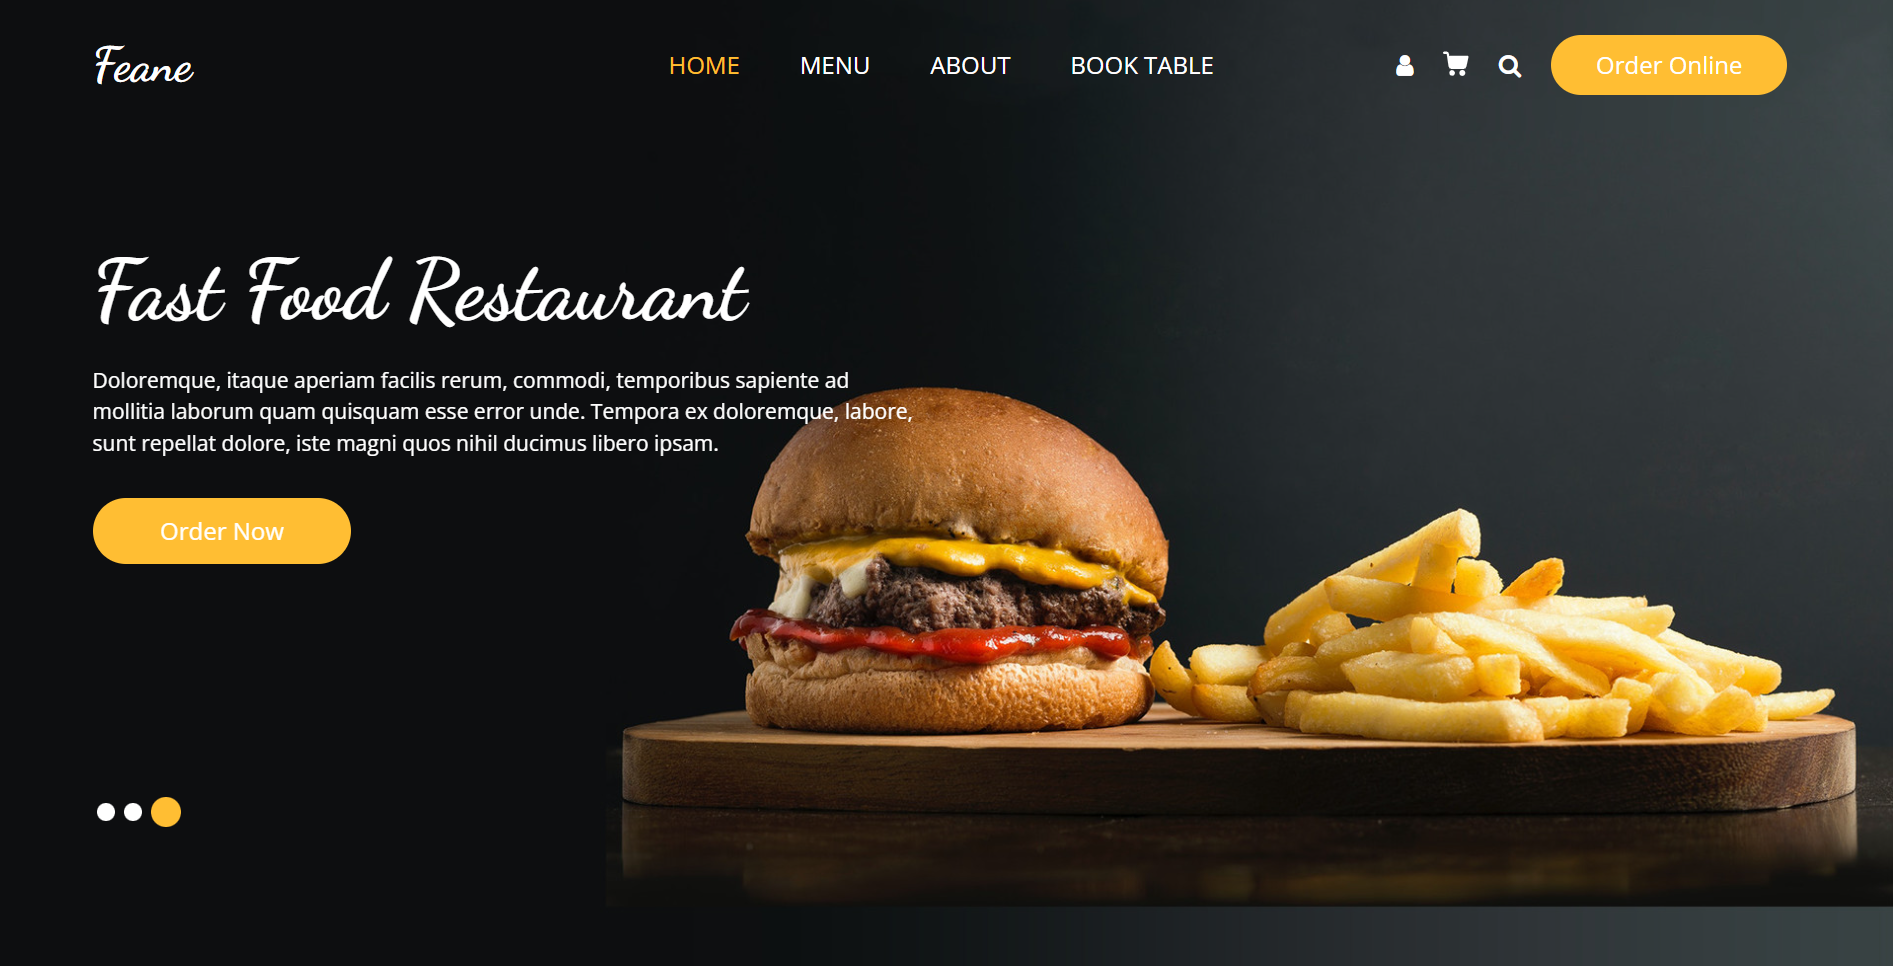 Feane
HOME MENU ABOUT BOOK TABLE
Order Online
Fast Food Restaurant
Doloremque, itaque aperiam facilis rerum, commodi, temporibus sapiente ad
mollitia laborum quam quisquam esse error unde. Tempora ex doloremque, labore,
sunt repellat dolore, iste magni quos nihil ducimus libero ipsam.
Order Now